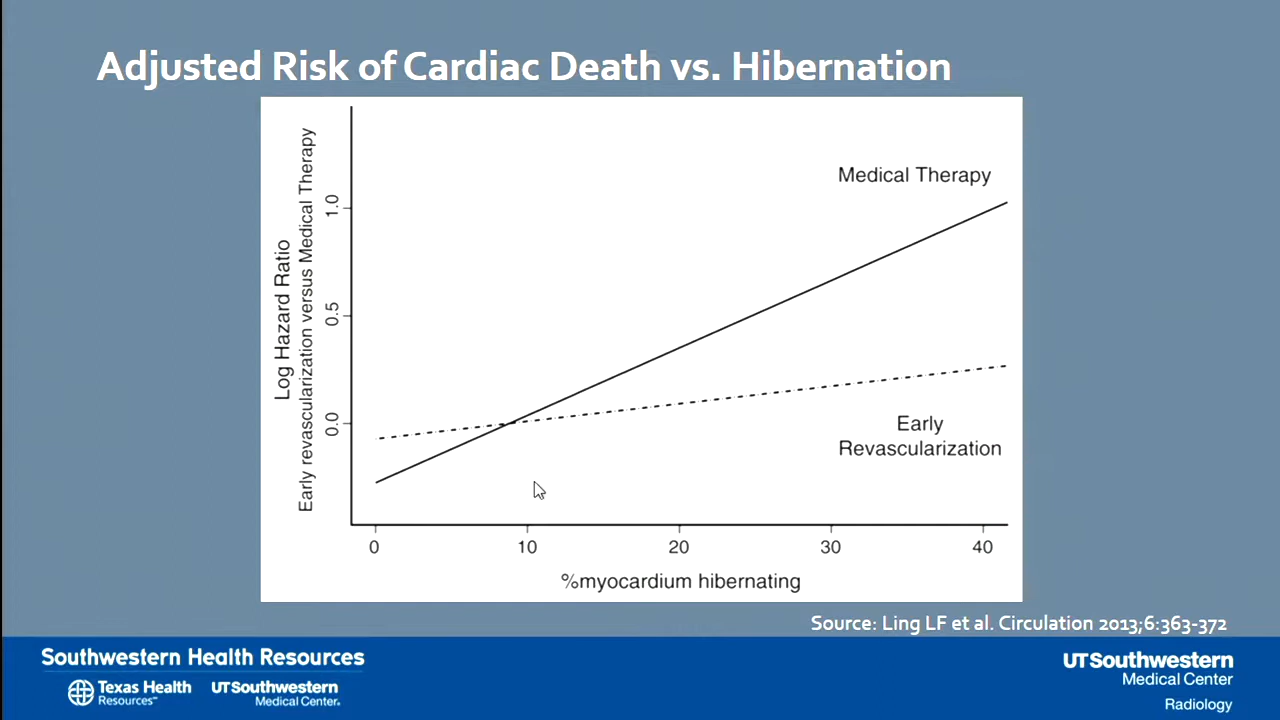 Adjusted Risk of Cardiac Death vs. Hibernation
Log Hazard Ratio
Early revascularization versus Medical Therapy
1.0
0.5
0.0
Medical Therapy
Early
Revascularization
0 10 20 30 40
%myocardium hibernating
Source: Ling LF et al. Circulation 2013;6:363-372
Southwestern Health Resources
Texas Health
Resources℠
UTSouthwestern
Medical Center.
UTSouthwestern
Medical Center
Radiology